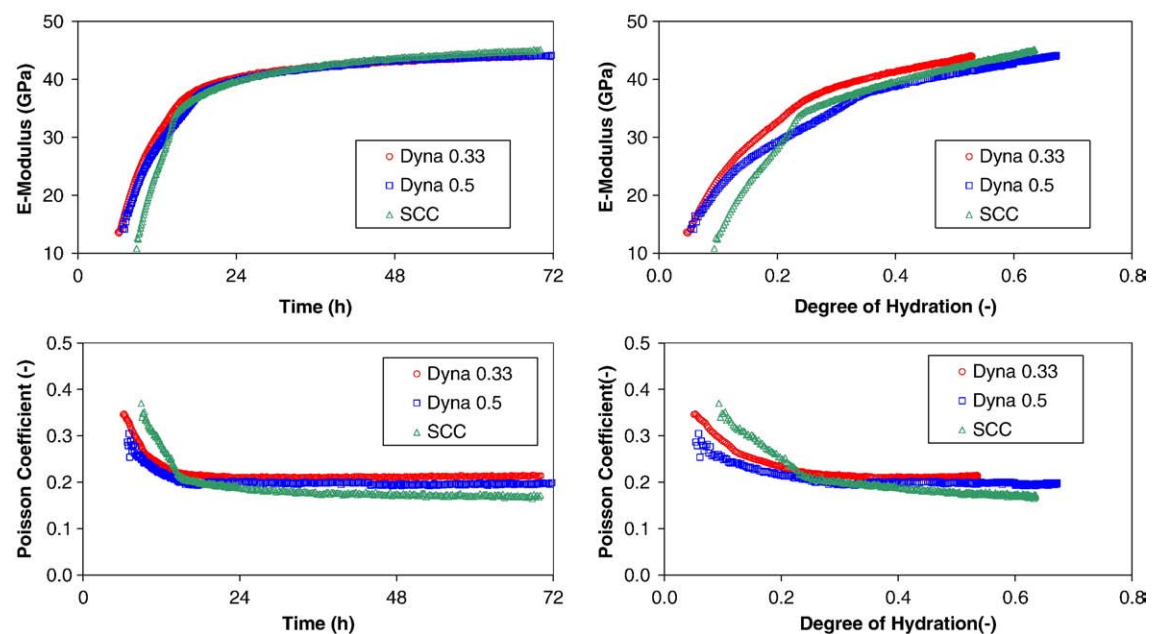 50
40
30
20
10
E-Modulus (GPa)
Dyna 0.33
Dyna 0.5
SCC
0 24 48 72
Time (h)
50
40
30
20
10
E-Modulus (GPa)
Dyna 0.33
Dyna 0.5
SCC
0.0 0.2 0.4 0.6 0.8
Degree of Hydration (-)
0.5
0.4
0.3
0.2
0.1
0.0
Poisson Coefficient (-)
Dyna 0.33
Dyna 0.5
SCC
0 24 48 72
Time (h)
0.5
0.4
0.3
0.2
0.1
0.0
Poisson Coefficient(-)
Dyna 0.33
Dyna 0.5
SCC
0.0 0.2 0.4 0.6 0.8
Degree of Hydration(-)